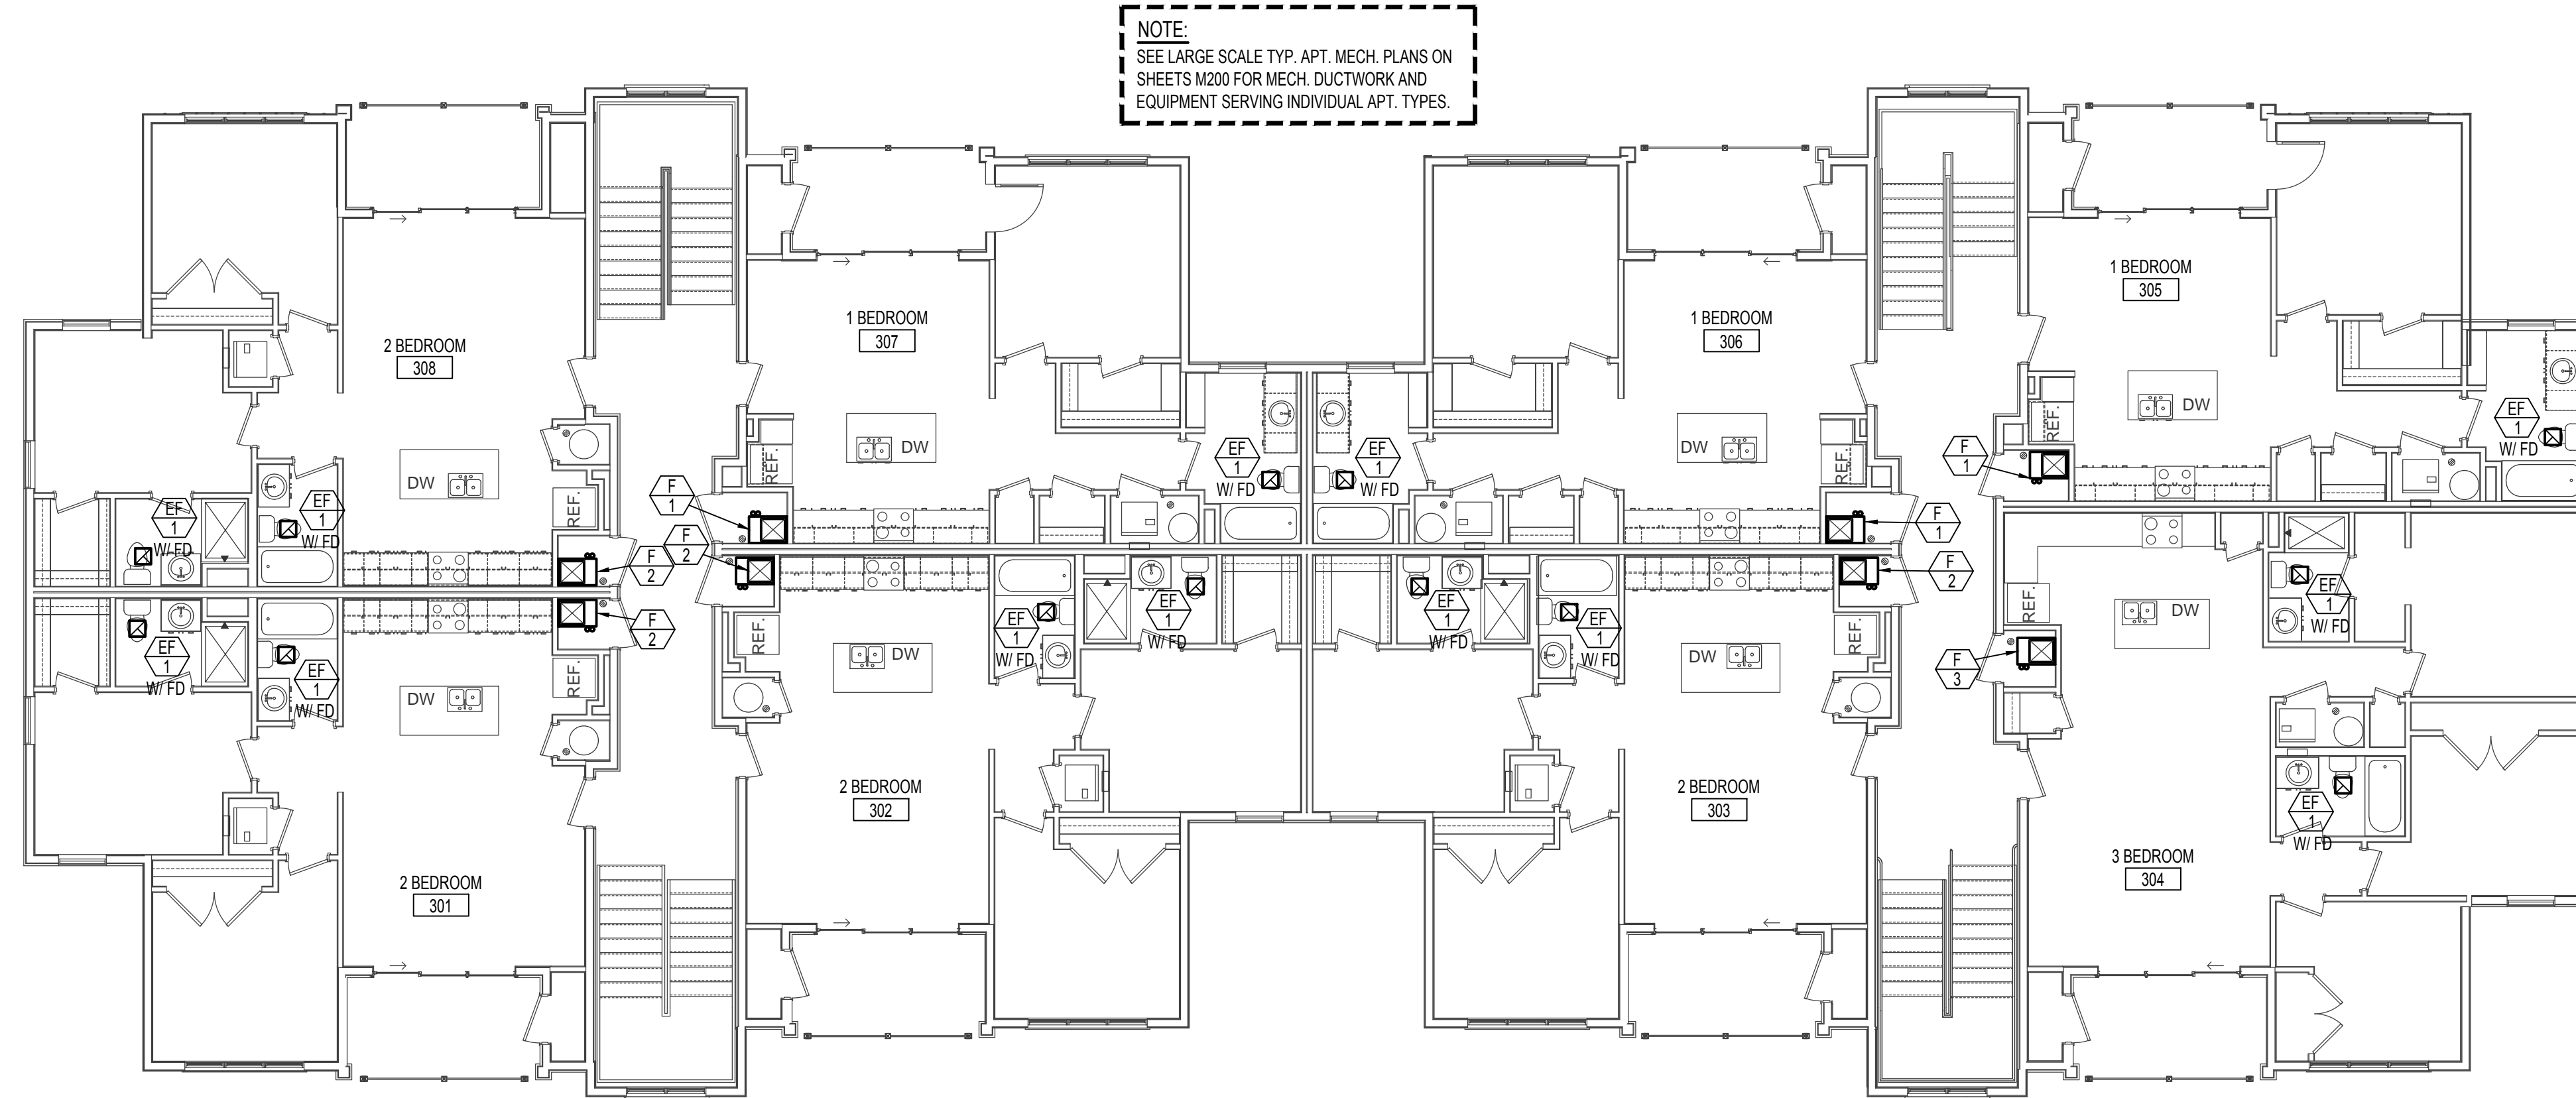 NOTE:
SEE LARGE SCALE TYP. APT. MECH. PLANS ON
SHEETS M200 FOR MECH. DUCTWORK AND
EQUIPMENT SERVING INDIVIDUAL APT. TYPES.
2 BEDROOM
308
DW
REF.
EF
1
W/ FD
EF
1
W/ FD
F
2
1 BEDROOM
307
REF.
DW
F
1
EF
1
W/ FD
1 BEDROOM
306
DW
REF.
EF
1
W/ FD
F
1
1 BEDROOM
305
REF.
DW
F
1
EF
1
W/ FD
2 BEDROOM
301
DW
REF.
EF
1
W/ FD
EF
1
W/ FD
F
2
2 BEDROOM
302
REF.
DW
F
2
EF
1
W/ FD
EF
1
W/ FD
2 BEDROOM
303
DW
REF.
EF
1
W/ FD
EF
1
W/ FD
F
2
3 BEDROOM
304
REF.
DW
F
3
EF
1
W/ FD
EF
1
W/ FD